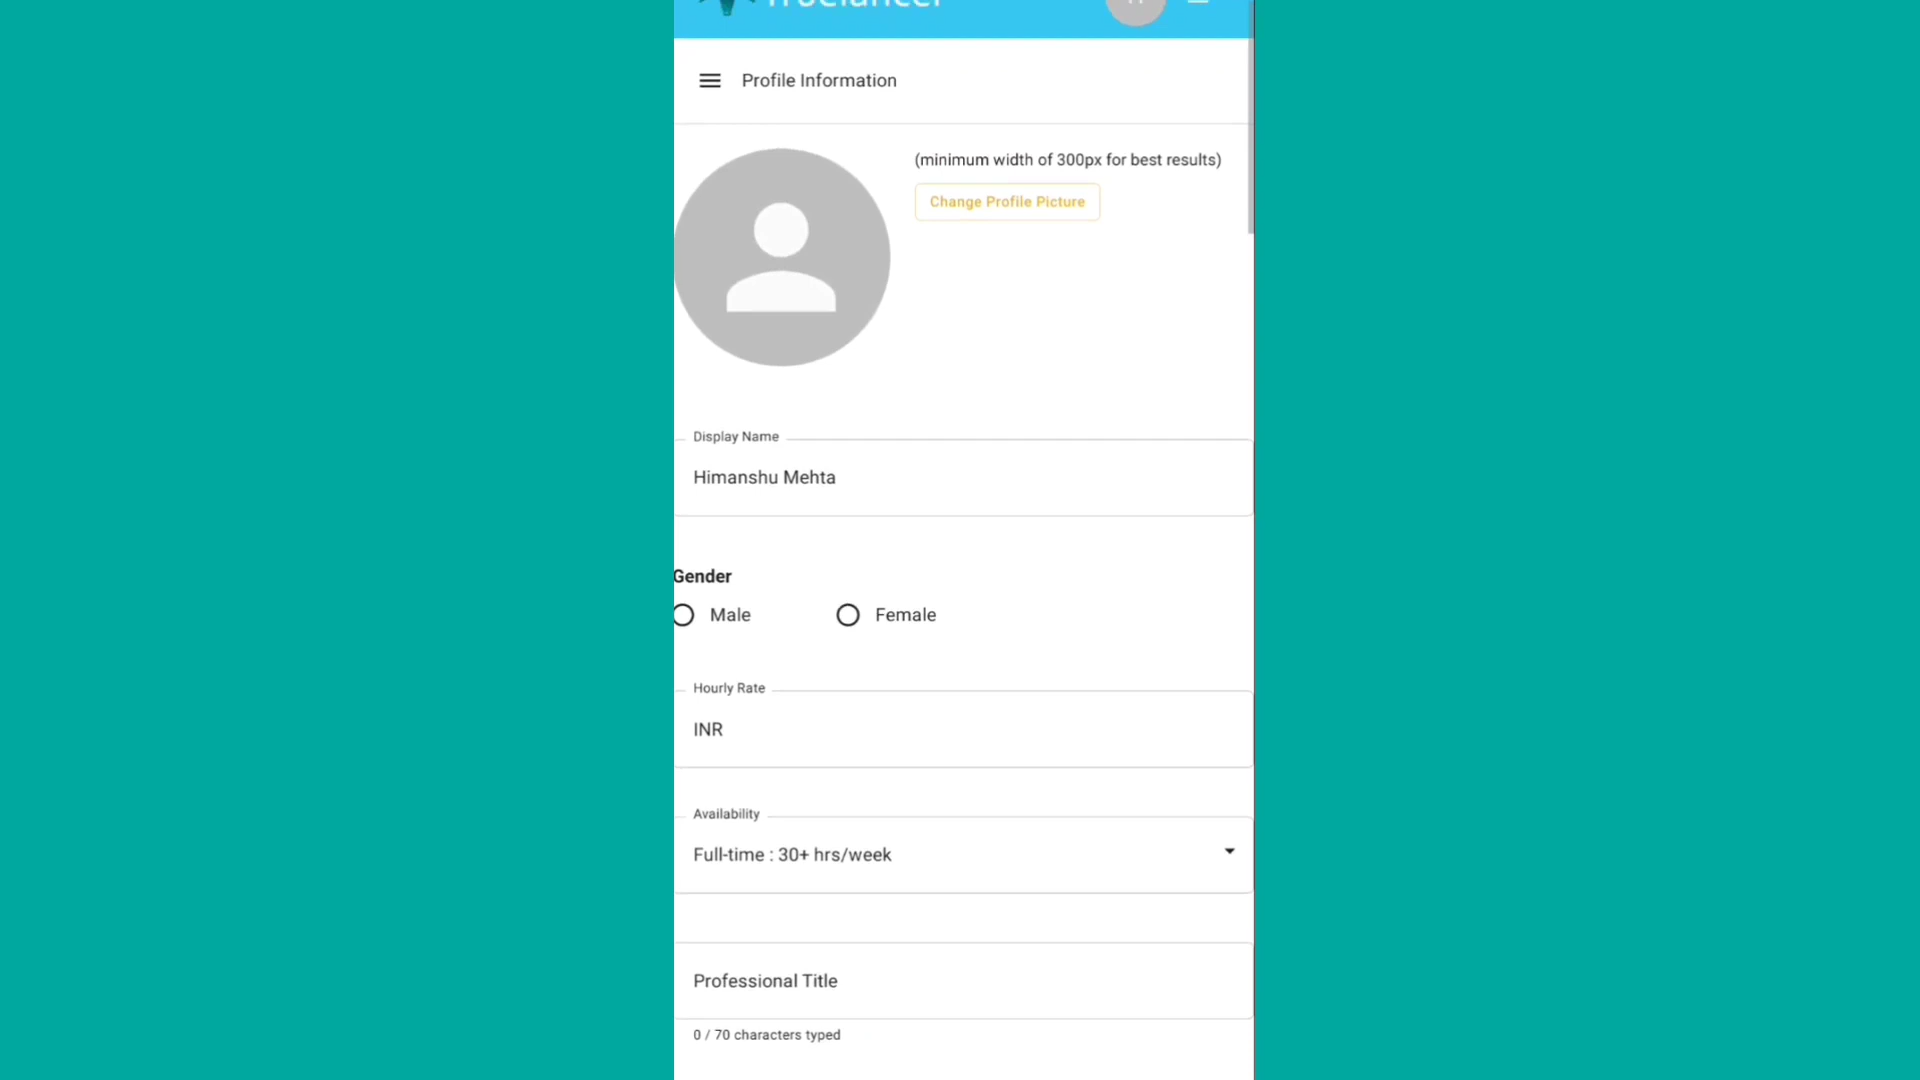 Truelancer
Profile Information
(minimum width of 300px for best results)
Change Profile Picture
Display Name
Himanshu Mehta
Gender
Male
Female
Hourly Rate
INR
Availability
Full-time : 30+ hrs/week
Professional Title
0 / 70 characters typed